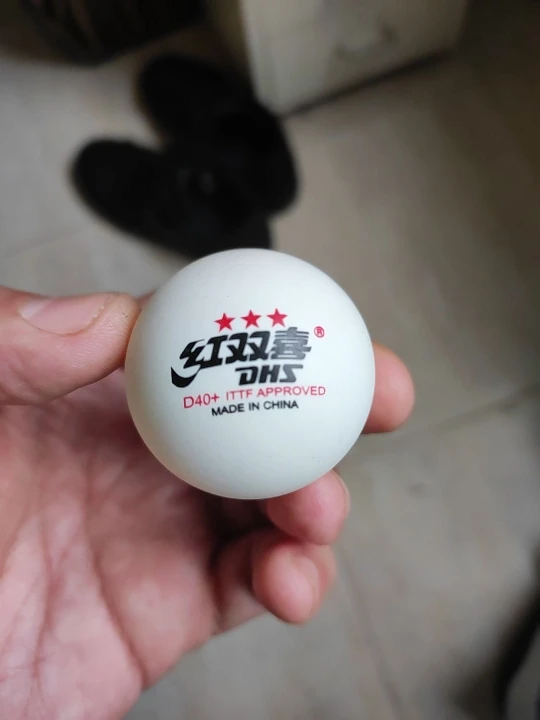 ★★★
红双喜®
DHS
D40+ ITTF APPROVED
MADE IN CHINA